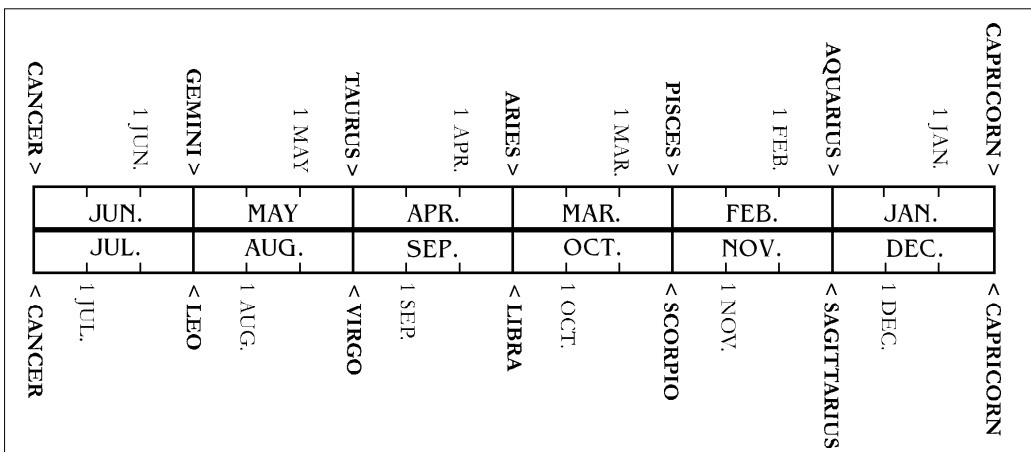 CANCER >
1 JUN.
GEMINI >
1 MAY
TAURUS >
1 APR.
ARIES >
1 MAR.
PISCES >
1 FEB.
AQUARIUS >
1 JAN.
CAPRICORN >
JUN. MAY APR. MAR. FEB. JAN.
JUL. AUG. SEP. OCT. NOV. DEC.
< CANCER
1 JUL.
< LEO
1 AUG.
< VIRGO
1 SEP.
< LIBRA
1 OCT.
< SCORPIO
1 NOV.
< SAGITTARIUS
1 DEC.
< CAPRICORN